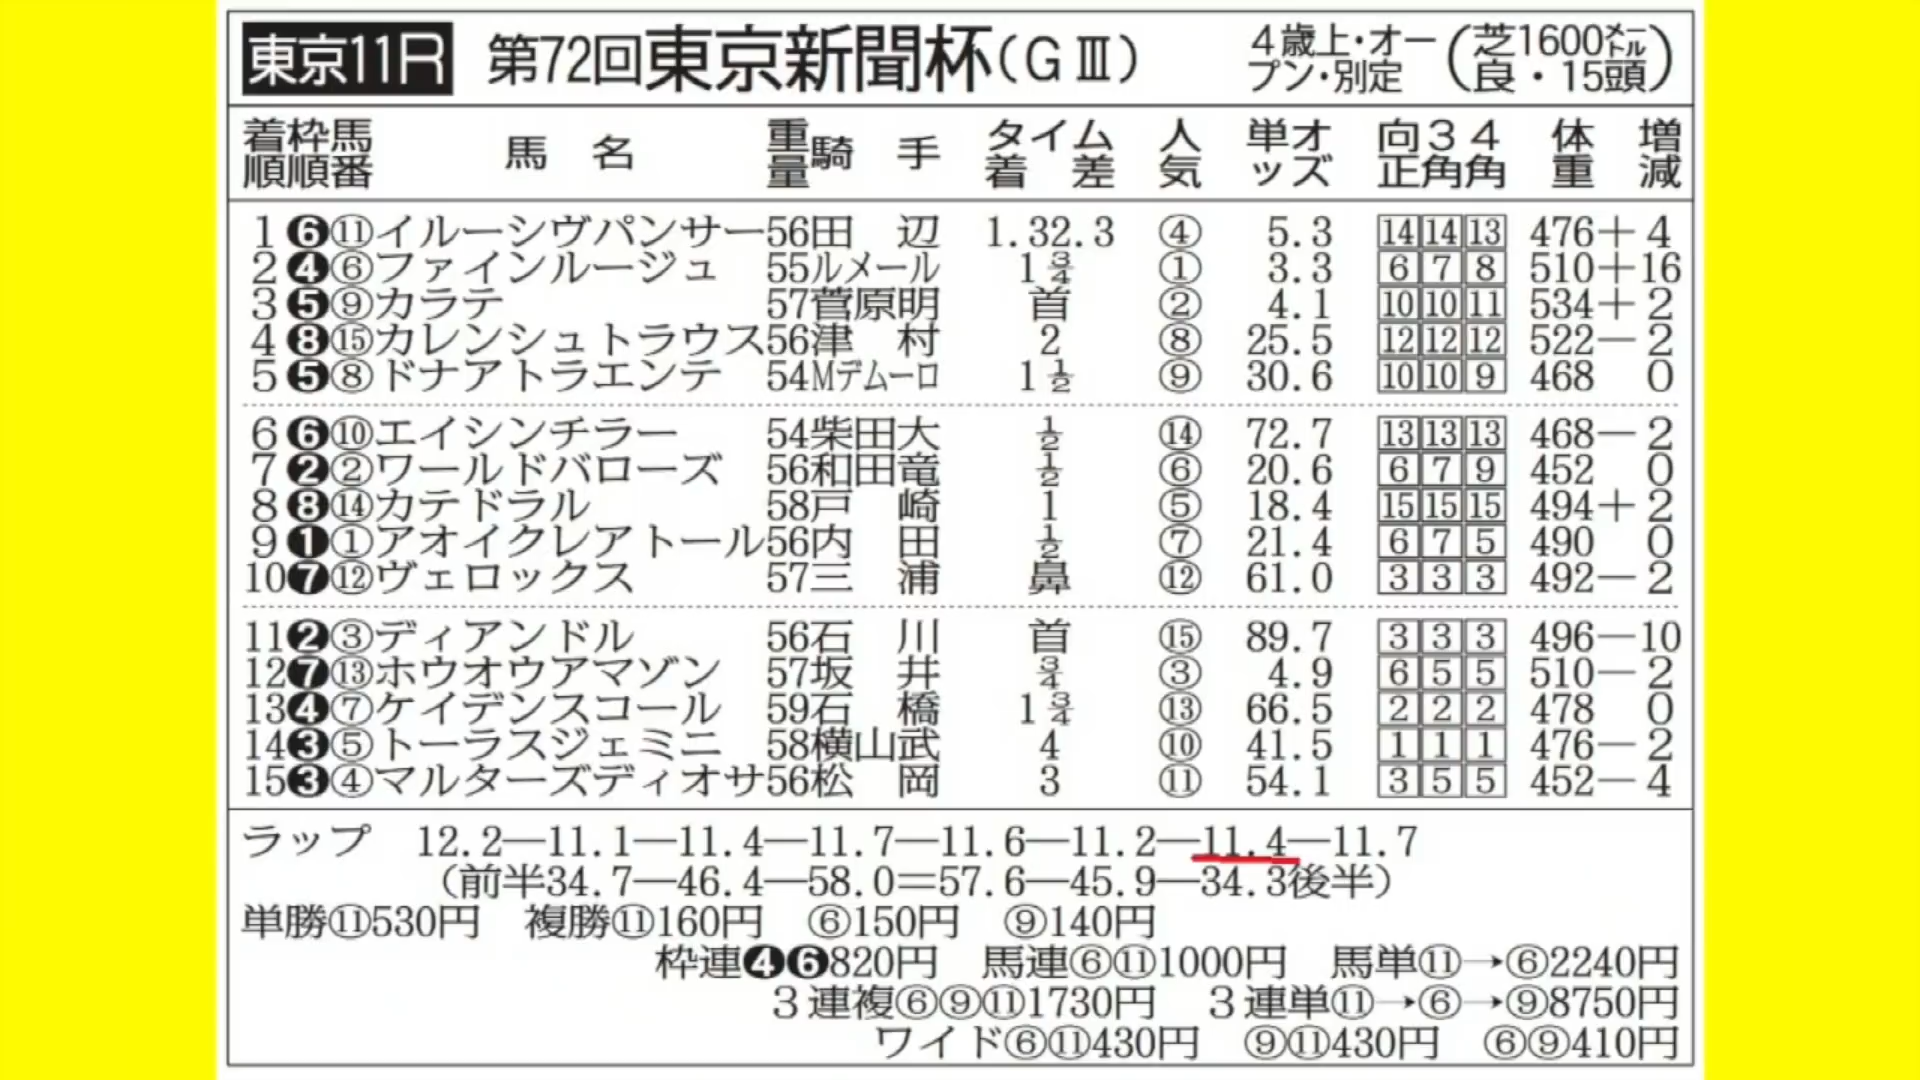 東京11R 第72回東京新聞杯(GⅢ) 4歳上・オープン・別定 (芝1600メートル 良・15頭)
着順 枠順 馬番 馬名 重量 騎手 タイム着差 人気 単オッズ 向正 3角 4角 体重 増減
1 ❻ ⑪ イルーシヴパンサー 56 田辺 1.32.3 ④ 5.3 14 14 13 476+4
2 ❹ ⑥ ファインルージュ 55 ルメール 1 3/4 ① 3.3 6 7 8 510+16
3 ❺ ⑨ カラテ 57 菅原明 首 ② 4.1 10 10 11 534+2
4 ❽ ⑮ カレンシュトラウス 56 津村 2 ⑧ 25.5 12 12 12 522-2
5 ❺ ⑧ ドナアトラエンテ 54 Mデムーロ 1 1/2 ⑨ 30.6 10 10 9 468 0
6 ❻ ⑩ エイシンチラー 54 柴田大 1/2 ⑭ 72.7 13 13 13 468-2
7 ❷ ② ワールドバローズ 56 和田竜 1/2 ⑥ 20.6 6 7 9 452 0
8 ❽ ⑭ カテドラル 58 戸崎 1 ⑤ 18.4 15 15 15 494+2
9 ❶ ① アオイクレアトール 56 内田 1/2 ⑦ 21.4 6 7 5 490 0
10 ❼ ⑫ ヴェロックス 57 三浦 鼻 ⑫ 61.0 3 3 3 492-2
11 ❷ ③ ディアンドル 56 石川 首 ⑮ 89.7 3 3 3 496-10
12 ❼ ⑬ ホウオウアマゾン 57 坂井 3/4 ③ 4.9 6 5 5 510-2
13 ❹ ⑦ ケイデンスコール 59 石橋 1 3/4 ⑬ 66.5 2 2 2 478 0
14 ❸ ⑤ トーラスジェミニ 58 横山武 4 ⑩ 41.5 1 1 1 476-2
15 ❸ ④ マルターズディオサ 56 松岡 3 ⑪ 54.1 3 5 5 452-4
ラップ 12.2―11.1―11.4―11.7―11.6―11.2―11.4―11.7
(前半34.7―46.4―58.0=57.6―45.9―34.3後半)
単勝⑪530円 複勝⑪160円 ⑥150円 ⑨140円
枠連❹❻820円 馬連⑥⑪1000円 馬単⑪→⑥2240円
3連複⑥⑨⑪1730円 3連単⑪→⑥→⑨8750円
ワイド⑥⑪430円 ⑨⑪430円 ⑥⑨410円